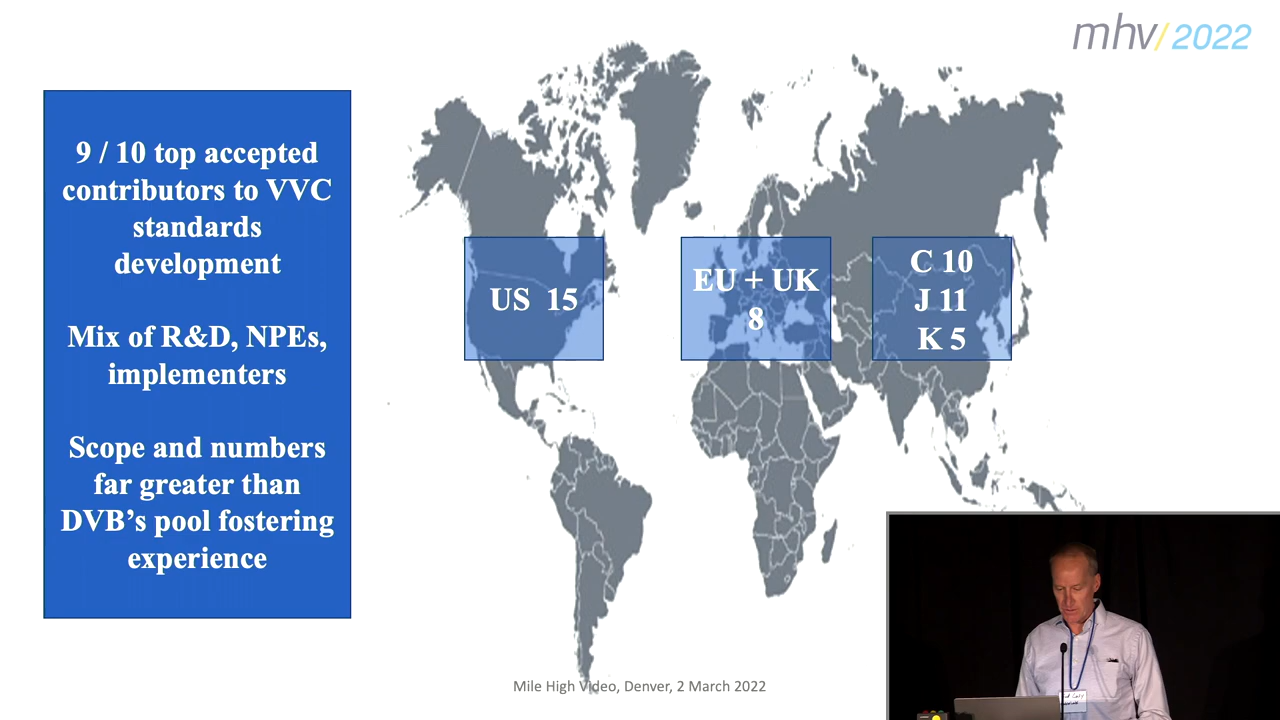 mhv/2022
9 / 10 top accepted
contributors to VVC
standards
development
Mix of R&D, NPEs,
implementers
Scope and numbers
far greater than
DVB’s pool fostering
experience
US 15
EU + UK
8
C 10
J 11
K 5
Mile High Video, Denver, 2 March 2022